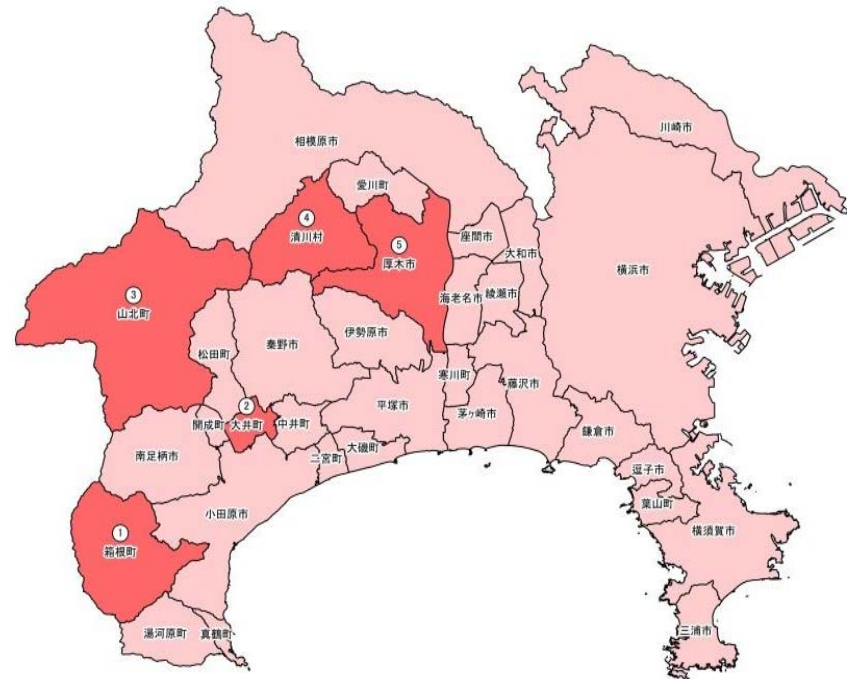 川崎市
相模原市
愛川町
④
清川村
⑤
厚木市
座間市
大和市
横浜市
海老名市
綾瀬市
③
山北町
伊勢原市
秦野市
松田町
寒川町
藤沢市
②
平塚市
茅ヶ崎市
開成町
大井町
中井町
鎌倉市
大磯町
南足柄市
二宮町
逗子市
葉山町
小田原市
①
箱根町
横須賀市
湯河原町
真鶴町
三浦市